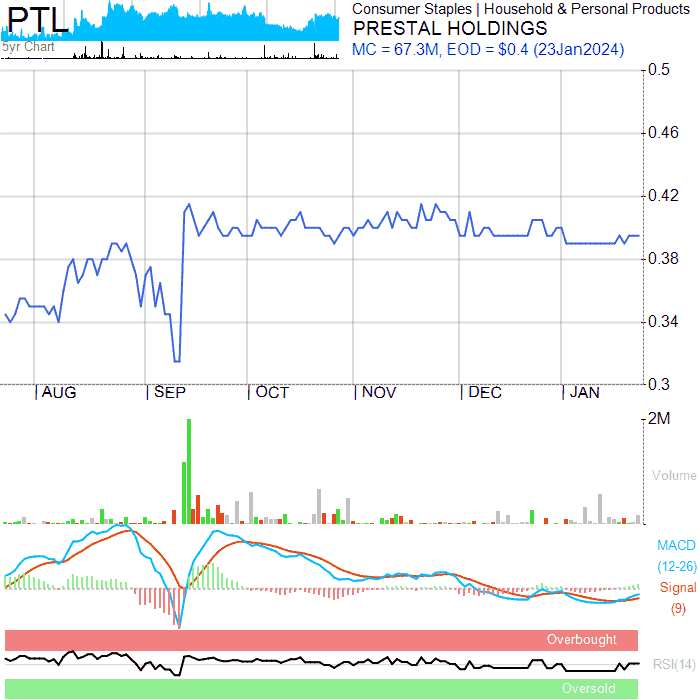 PTL
5yr Chart
Consumer Staples | Household & Personal Products
PRESTAL HOLDINGS
MC = 67.3M, EOD = $0.4 (23Jan2024)
0.5
0.46
0.42
0.38
0.34
0.3
AUG SEP OCT NOV DEC JAN
2M
Volume
MACD
(12-26)
Signal
(9)
Overbought
RSI(14)
Oversold